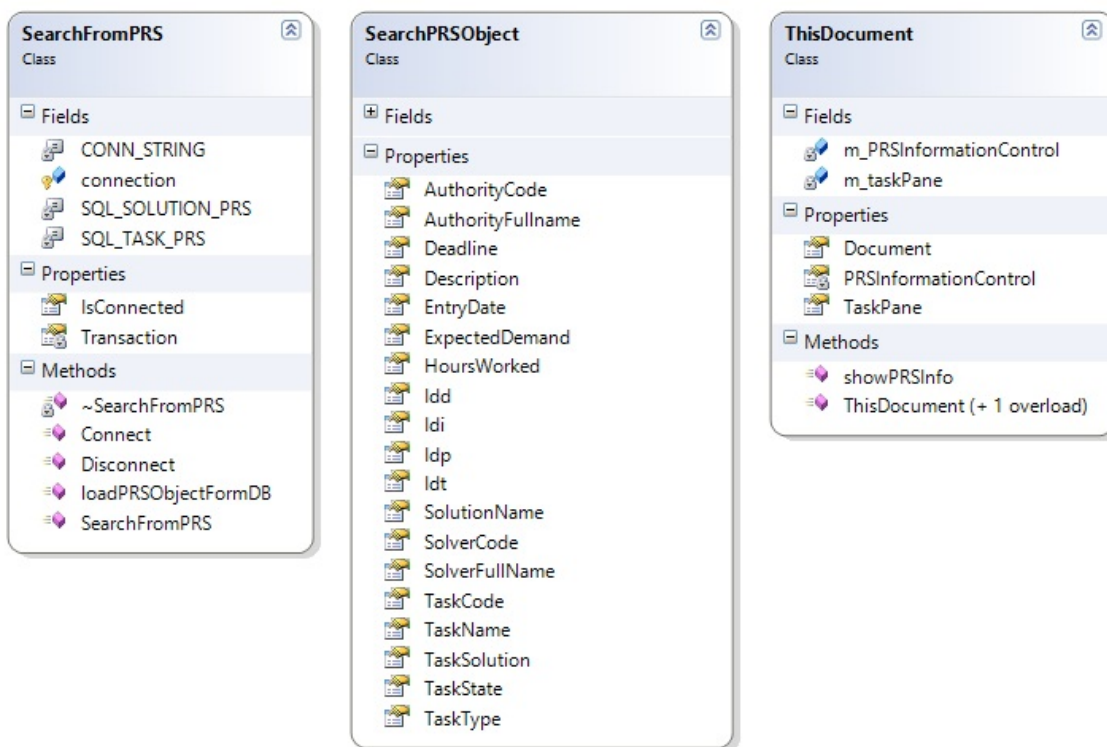 SearchFromPRS
Class
Fields
CONN_STRING
connection
SQL_SOLUTION_PRS
SQL_TASK_PRS
Properties
IsConnected
Transaction
Methods
~SearchFromPRS
Connect
Disconnect
loadPRSObjectFormDB
SearchFromPRS
SearchPRSObject
Class
Fields
Properties
AuthorityCode
AuthorityFullname
Deadline
Description
EntryDate
ExpectedDemand
HoursWorked
Idd
Idi
Idp
Idt
SolutionName
SolverCode
SolverFullName
TaskCode
TaskName
TaskSolution
TaskState
TaskType
ThisDocument
Class
Fields
m_PRSInformationControl
m_taskPane
Properties
Document
PRSInformationControl
TaskPane
Methods
showPRSInfo
ThisDocument (+ 1 overload)